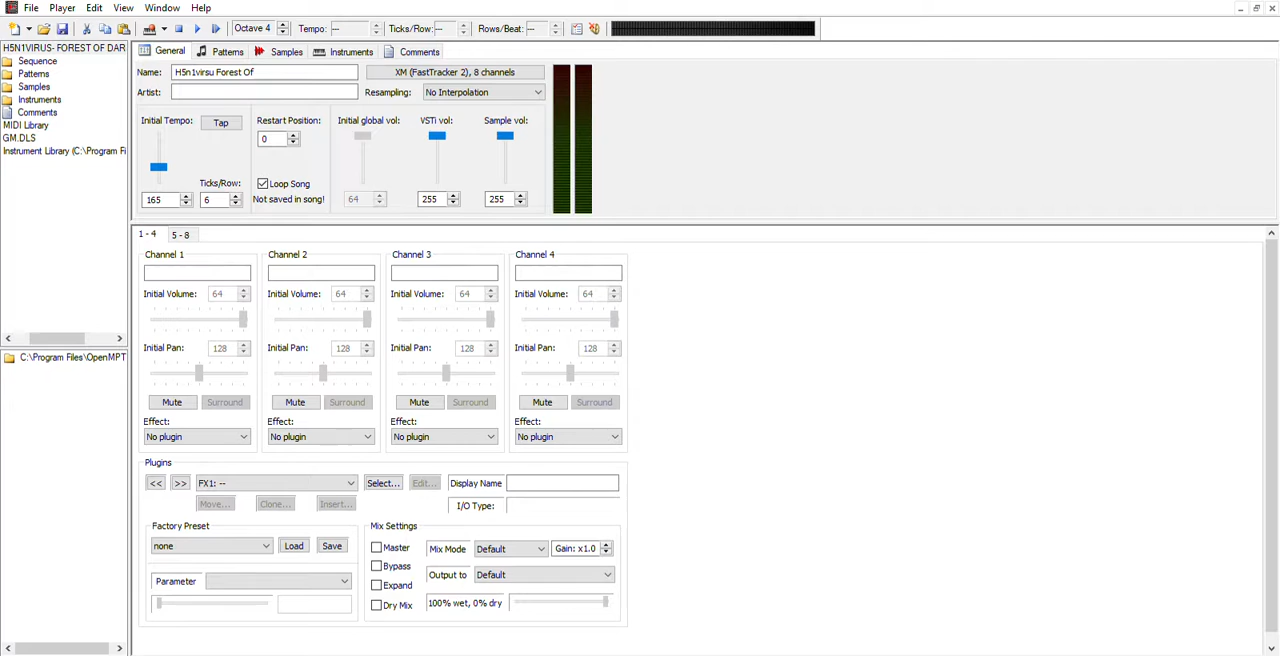 File Player Edit View Window Help
Octave 4 Tempo: --- Ticks/Row: --- Rows/Beat: ---
H5N1VIRUS- FOREST OF DAR
Sequence
Patterns
Samples
Instruments
Comments
MIDI Library
GM.DLS
Instrument Library (C:\Program Fi
C:\Program Files\OpenMPT
General Patterns Samples Instruments Comments
Name: H5n1virsu Forest Of XM (FastTracker 2), 8 channels
Artist: Resampling: No Interpolation
Initial Tempo: Tap Restart Position: Initial global vol: VSTi vol: Sample vol:
0
Ticks/Row: Loop Song
165 6 Not saved in song! 64 255 255
1 - 4 5 - 8
Channel 1 Channel 2 Channel 3 Channel 4
Initial Volume: 64 Initial Volume: 64 Initial Volume: 64 Initial Volume: 64
Initial Pan: 128 Initial Pan: 128 Initial Pan: 128 Initial Pan: 128
Mute Surround Mute Surround Mute Surround Mute Surround
Effect: Effect: Effect: Effect:
No plugin No plugin No plugin No plugin
Plugins
<< >> FX1: -- Select... Edit... Display Name
Move... Clone... Insert... I/O Type:
Factory Preset Mix Settings
none Load Save Master Mix Mode Default Gain: x1.0
Bypass
Output to Default
Parameter Expand
Dry Mix 100% wet, 0% dry